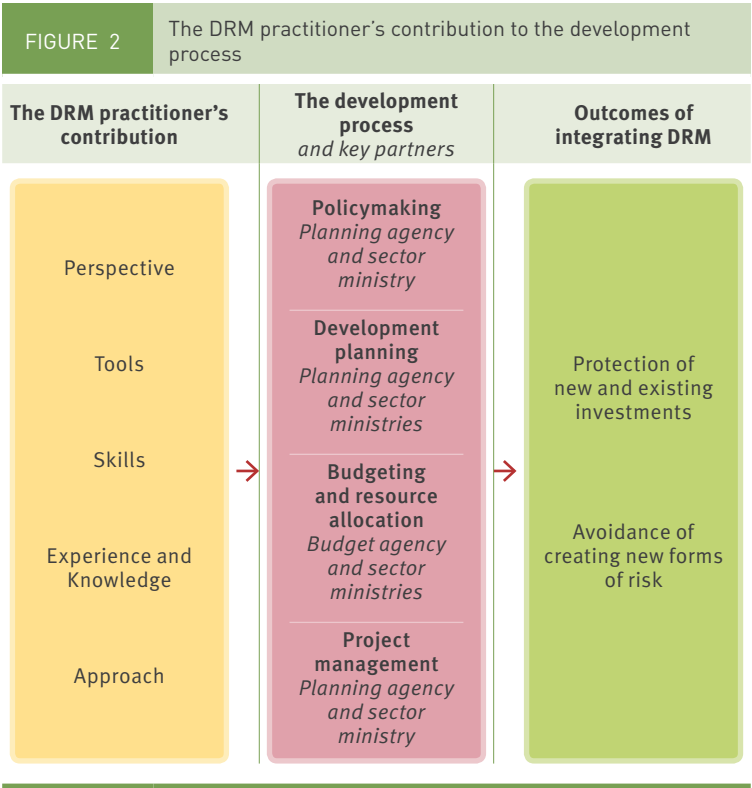 FIGURE 2
The DRM practitioner's contribution to the development
process
The DRM practitioner's
contribution
The development
process
and key partners
Outcomes of
integrating DRM
Perspective
Tools
Skills
Experience and
Knowledge
Approach
Policymaking
Planning agency
and sector
ministry
Development
planning
Planning agency
and sector
ministries
Budgeting
and resource
allocation
Budget agency
and sector
ministries
Project
management
Planning agency
and sector
ministry
Protection of
new and existing
investments
Avoidance of
creating new forms
of risk